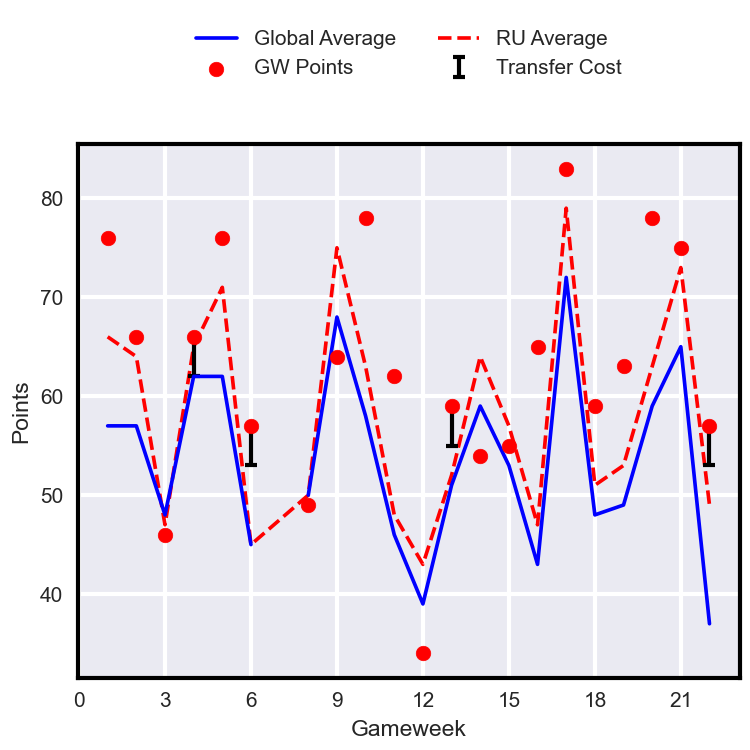 Global Average RU Average
GW Points Transfer Cost
80
70
60
50
40
Points
0 3 6 9 12 15 18 21
Gameweek